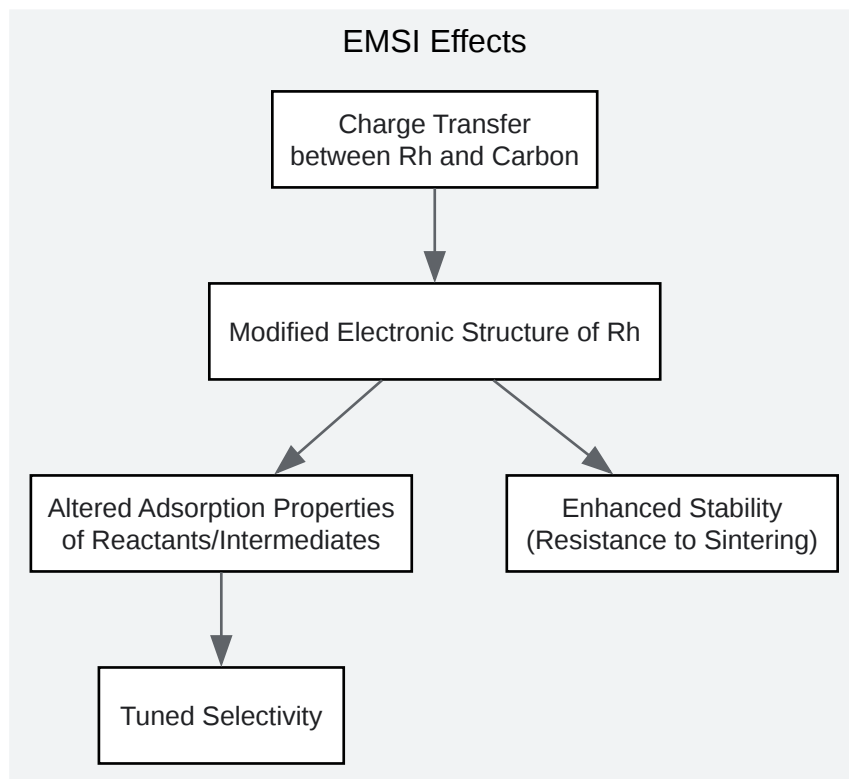 EMSI Effects
Charge Transfer
between Rh and Carbon
Modified Electronic Structure of Rh
Altered Adsorption Properties
of Reactants/Intermediates
Enhanced Stability
(Resistance to Sintering)
Tuned Selectivity